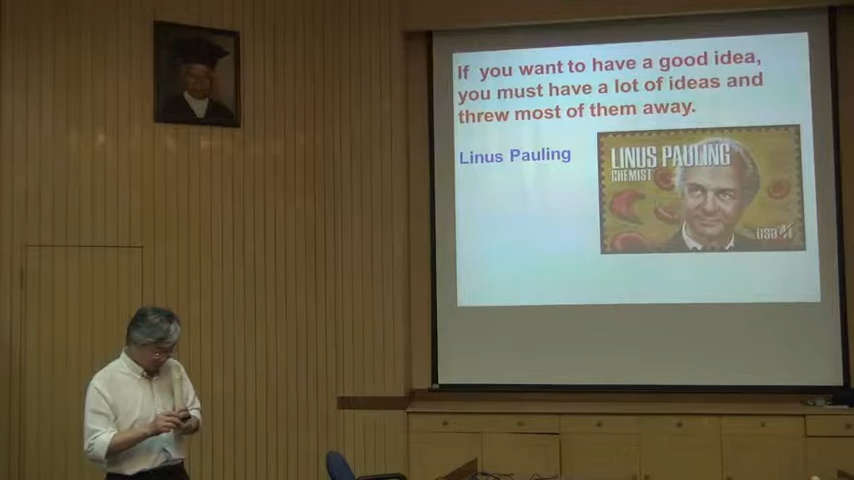 If you want to have a good idea,
you must have a lot of ideas and
threw most of them away.
Linus Pauling
LINUS PAULING
CHEMIST
USA 41